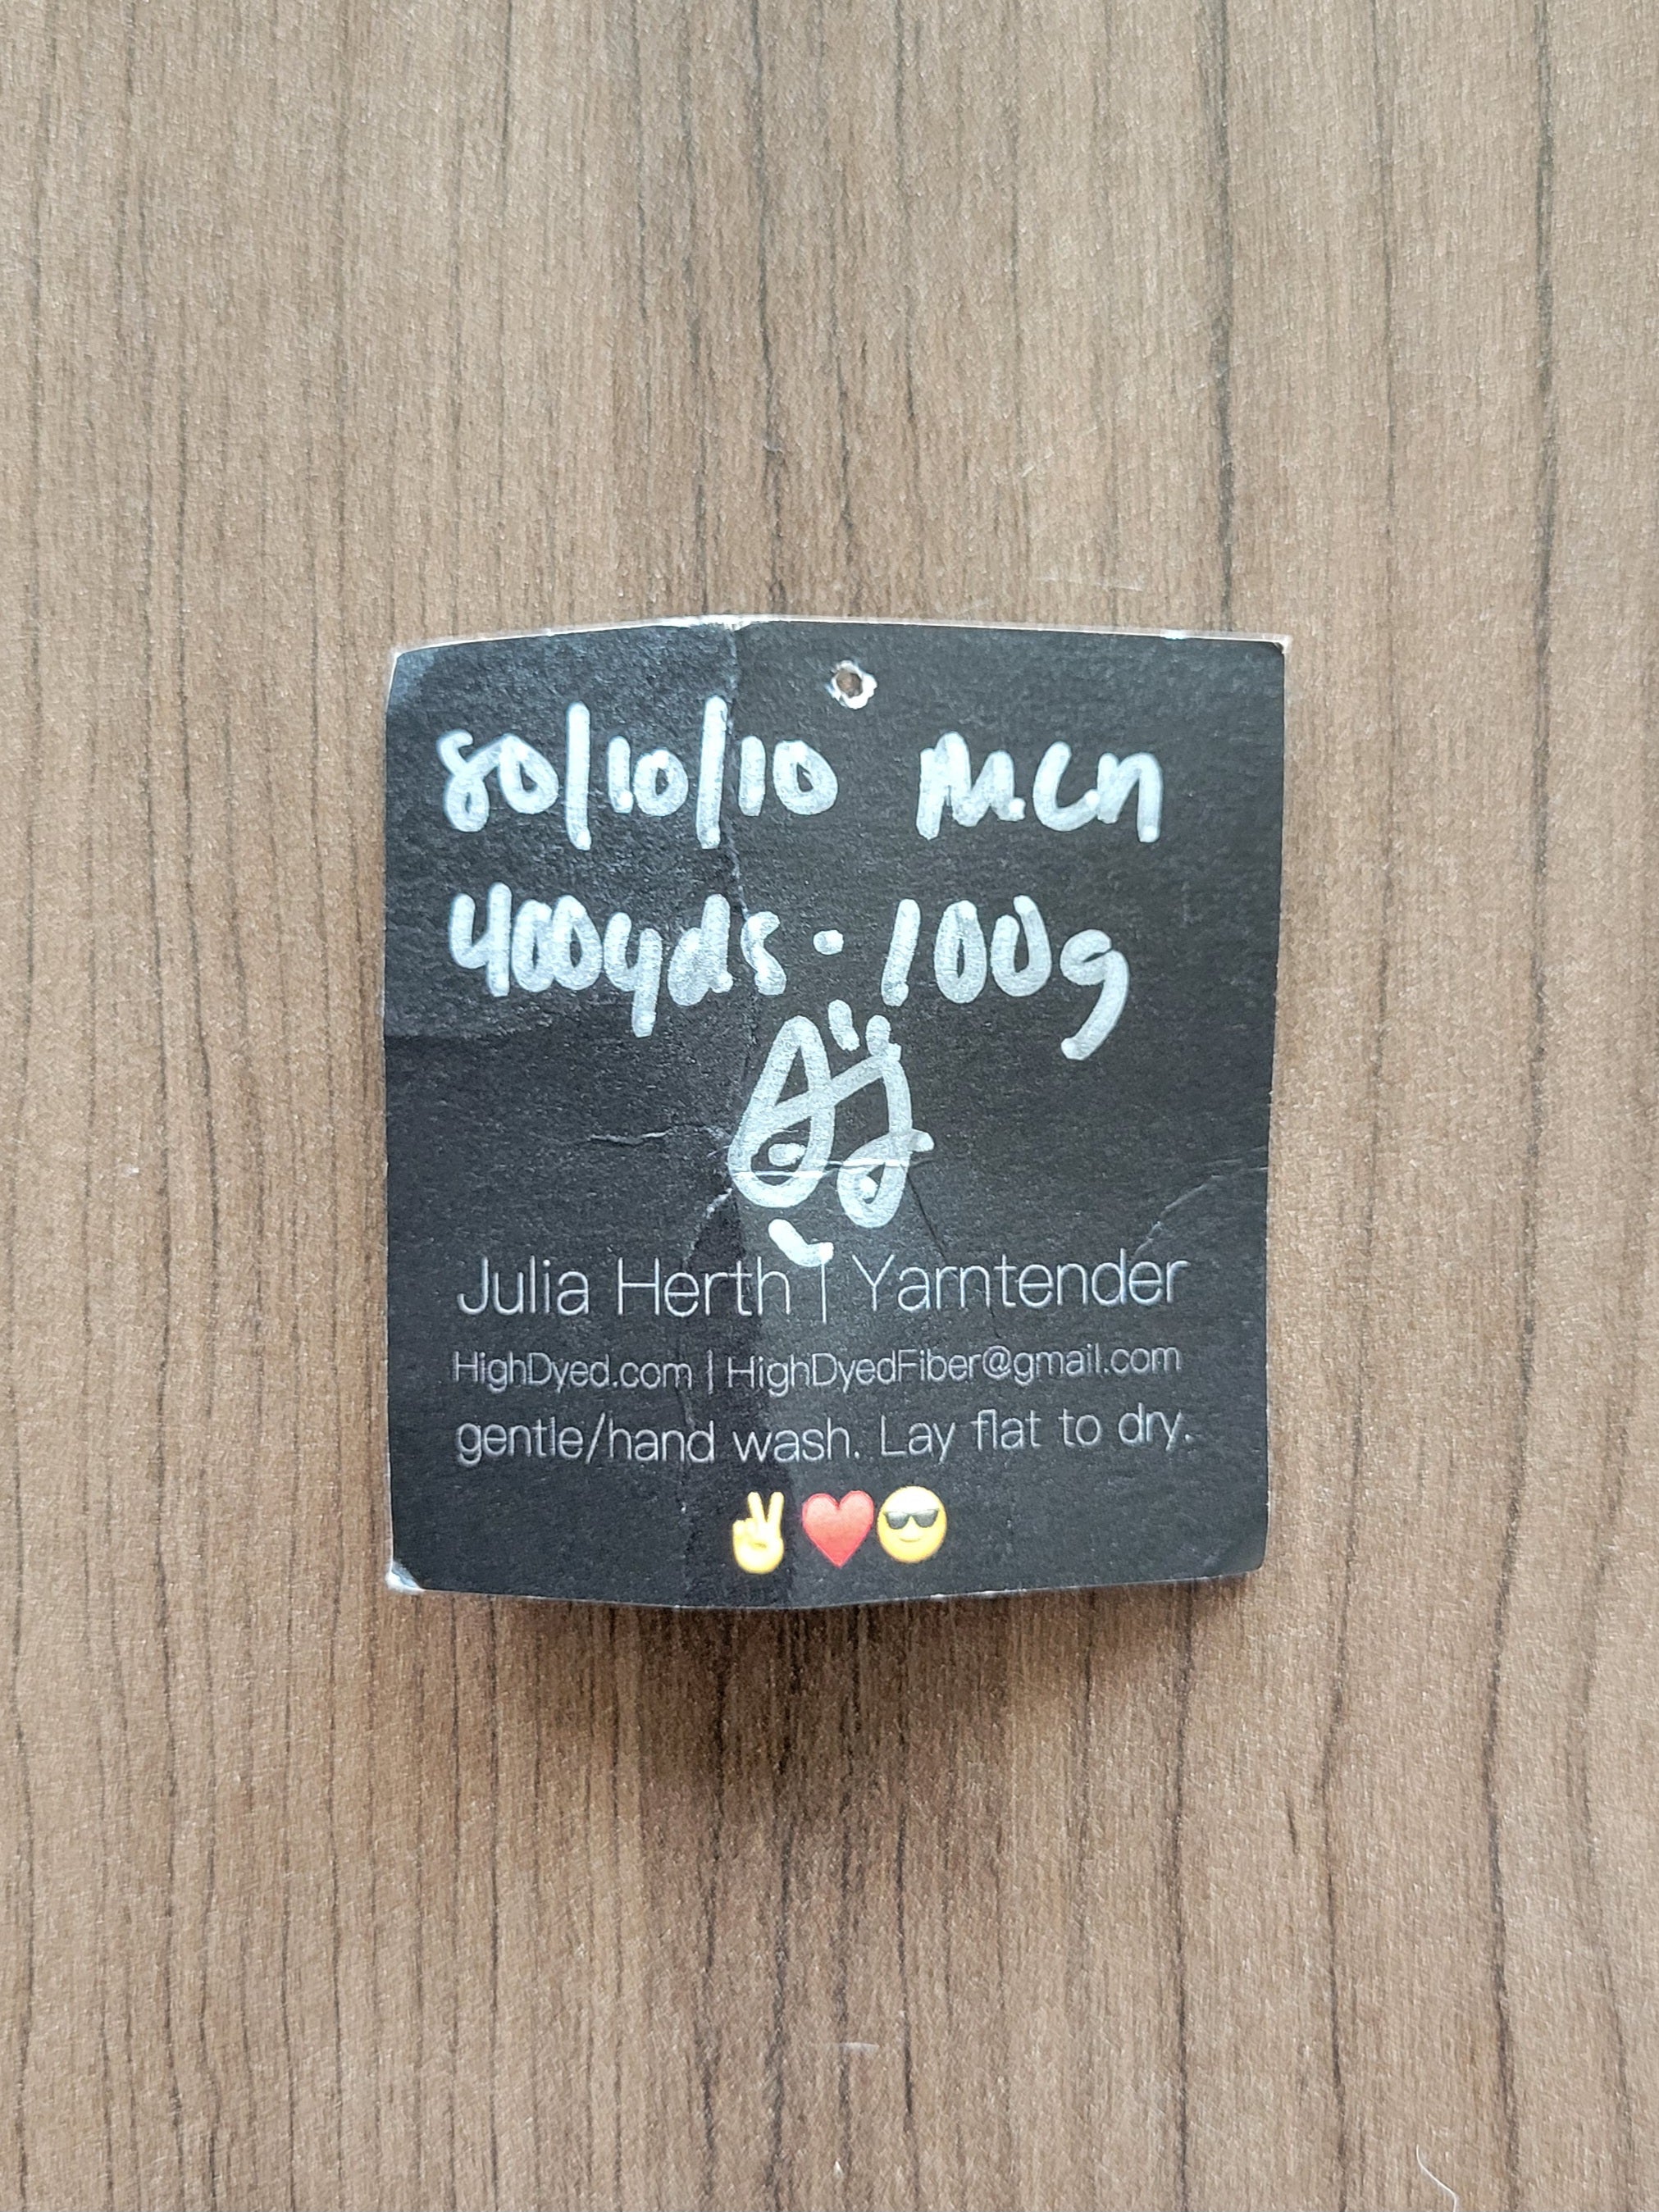 80/10/10 MCN
400yds · 100g
Julia Herth | Yarntender
HighDyed.com | HighDyedFiber@gmail.com
gentle/hand wash. Lay flat to dry.
✌️❤️😎